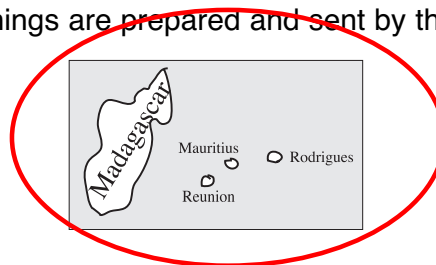 are prepared and sent by
Madagascar
Mauritius
Rodrigues
Reunion